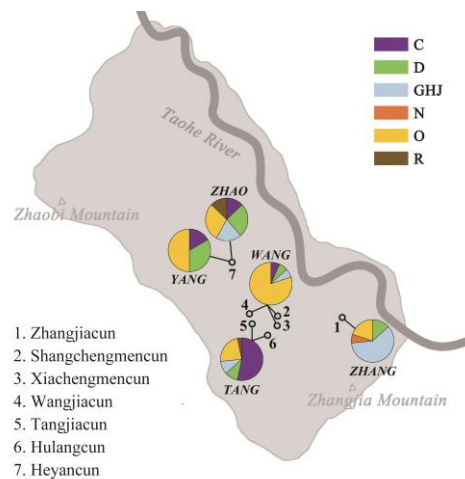 C
D
GHJ
N
O
R
Taohe River
Zhaobi Mountain
ZHAO
YANG
7
WANG
4
2
5
3
6
1
TANG
ZHANG
Zhangjia Mountain
1. Zhangjiacun
2. Shangchengmencun
3. Xiachengmencun
4. Wangjiacun
5. Tangjiacun
6. Hulangcun
7. Heyancun